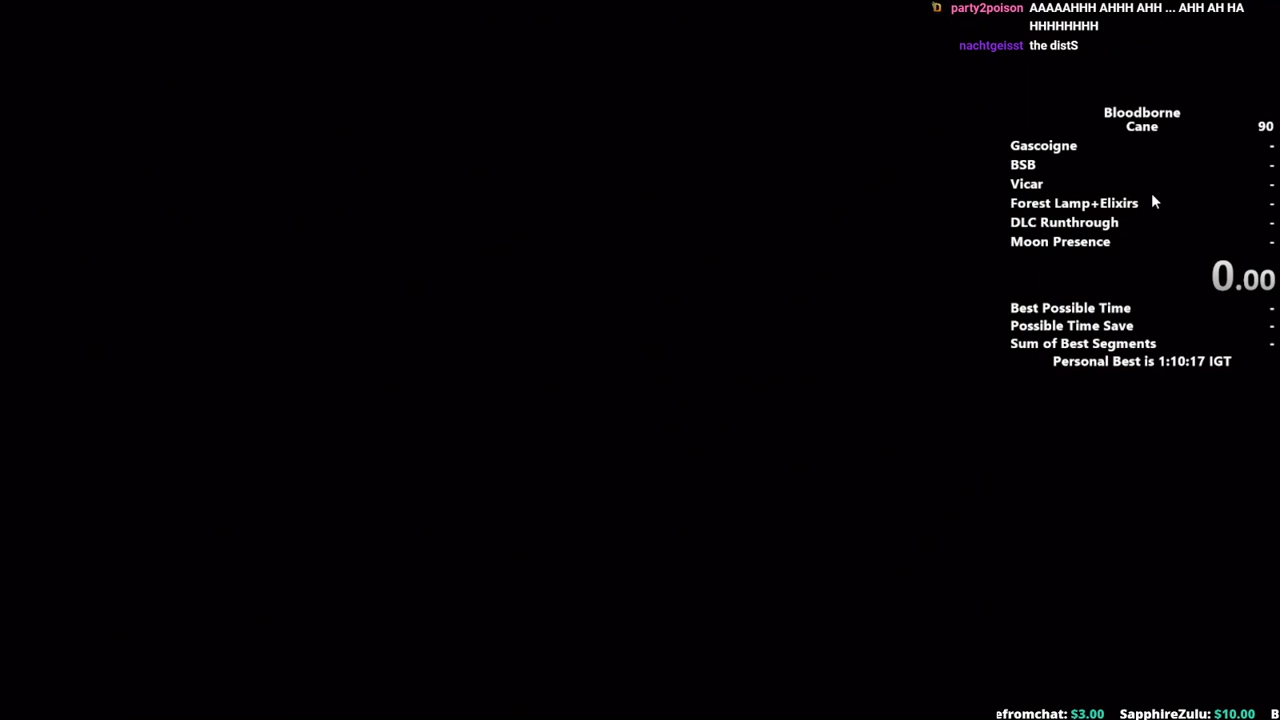 party2poison AAAAAHHH AHHH AHH ... AHH AH HA
HHHHHHHH
nachtgeisst the distS
Bloodborne
Cane 90
Gascoigne -
BSB -
Vicar -
Forest Lamp+Elixirs -
DLC Runthrough -
Moon Presence -
0.00
Best Possible Time -
Possible Time Save -
Sum of Best Segments -
Personal Best is 1:10:17 IGT
efromchat: $3.00 SapphireZulu: $10.00 B